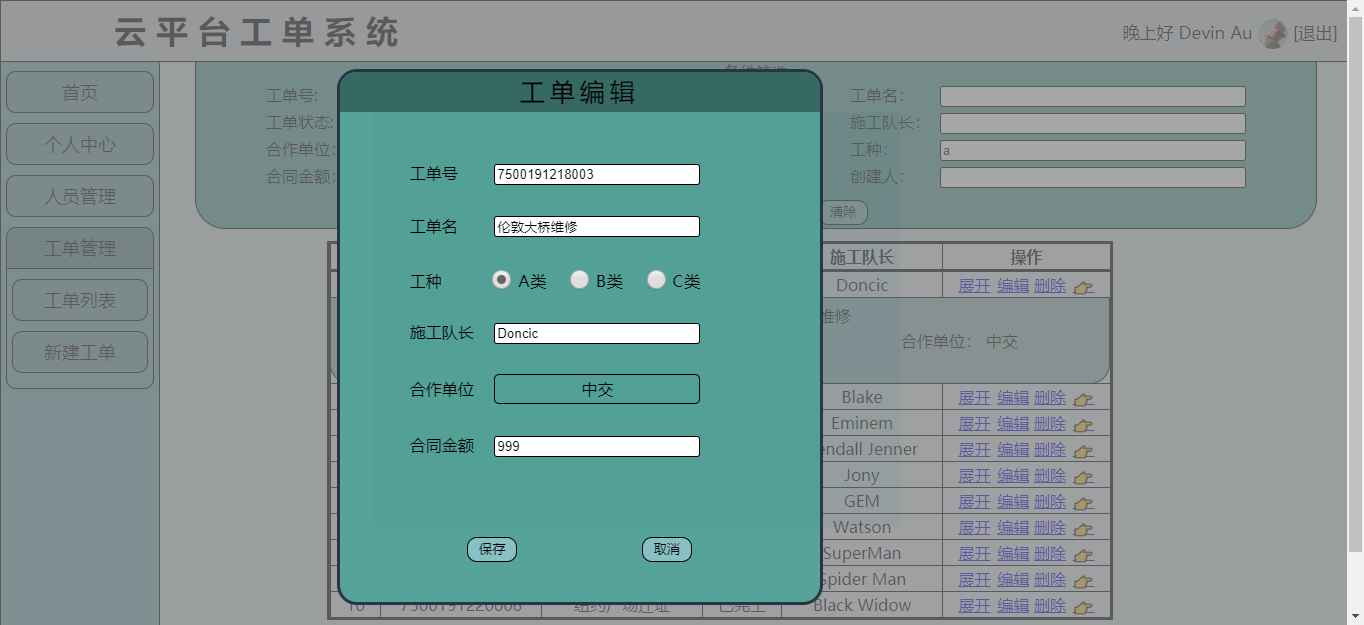 云平台工单系统
晚上好 Devin Au [退出]
首页
个人中心
人员管理
工单管理
工单列表
新建工单
工单号:
工单状态:
合作单位:
合同金额:
工单名:
施工队长:
工种: a
创建人:
清除
工单编辑
工单号 7500191218003
工单名 伦敦大桥维修
工种 A类 B类 C类
施工队长 Doncic
合作单位 中交
合同金额 999
保存 取消
施工队长 操作
Doncic 展开 编辑 删除
维修
合作单位: 中交
Blake 展开 编辑 删除
Eminem 展开 编辑 删除
endall Jenner 展开 编辑 删除
Jony 展开 编辑 删除
GEM 展开 编辑 删除
Watson 展开 编辑 删除
SuperMan 展开 编辑 删除
Spider Man 展开 编辑 删除
10 7500191220006 Black Widow 展开 编辑 删除